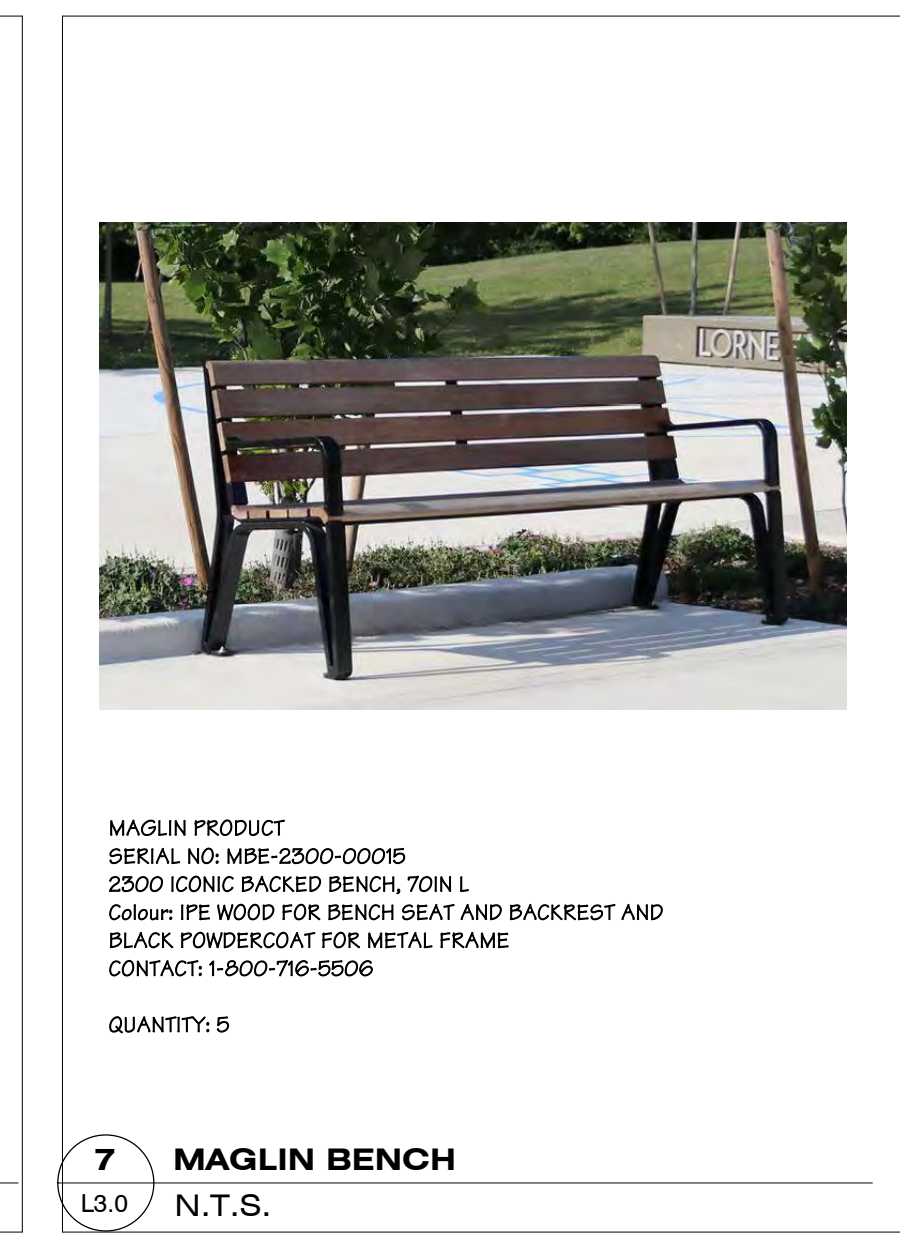 LORNE
MAGLIN PRODUCT
SERIAL NO: MBE-2300-00015
2300 ICONIC BACKED BENCH, 70IN L
Colour: IPE WOOD FOR BENCH SEAT AND BACKREST AND
BLACK POWDERCOAT FOR METAL FRAME
CONTACT: 1-800-716-5506
QUANTITY: 5
7
MAGLIN BENCH
L3.0
N.T.S.